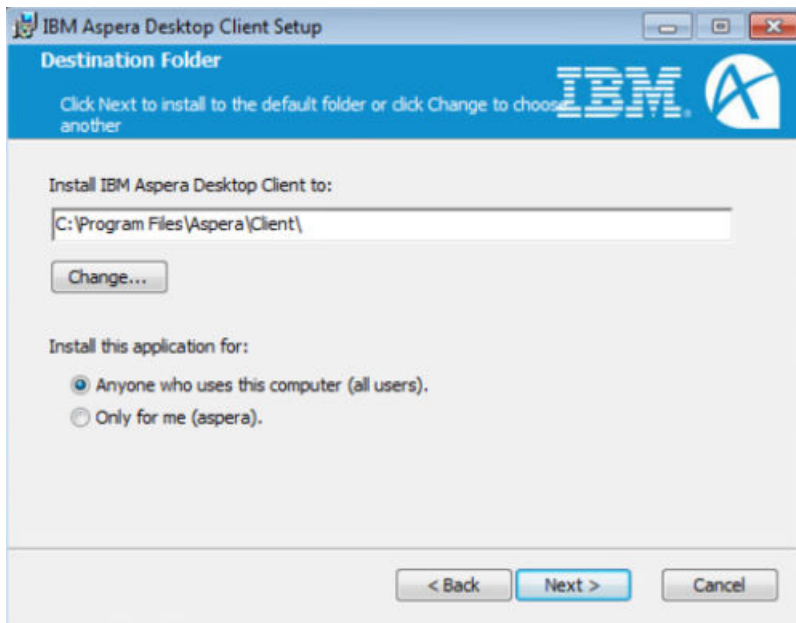 IBM Aspera Desktop Client Setup
Destination Folder
Click Next to install to the default folder or click Change to choose
another
IBM.
Install IBM Aspera Desktop Client to:
C:\Program Files\Aspera\Client\
Change...
Install this application for:
Anyone who uses this computer (all users).
Only for me (aspera).
< Back Next > Cancel